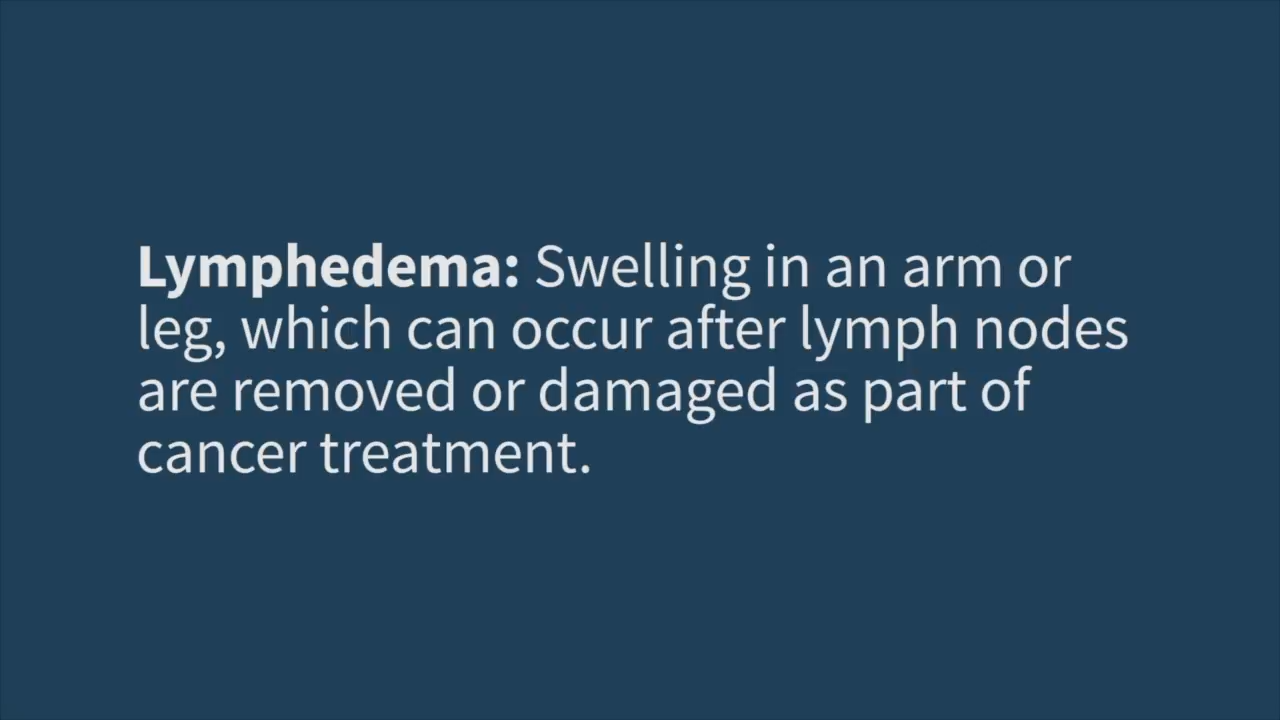 Lymphedema: Swelling in an arm or
leg, which can occur after lymph nodes
are removed or damaged as part of
cancer treatment.